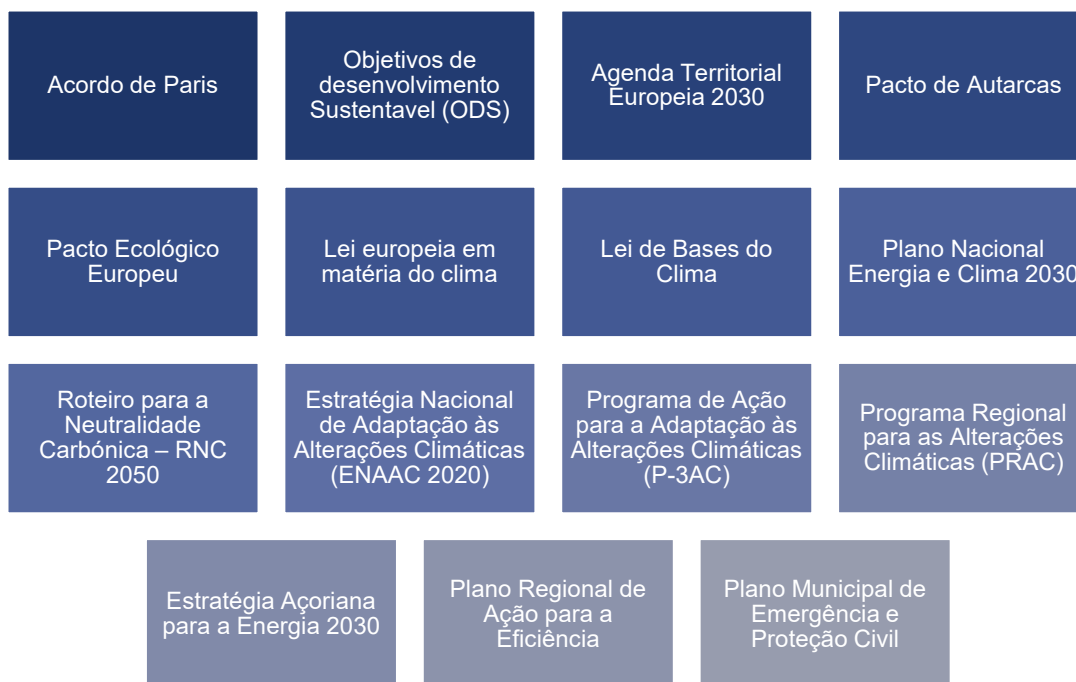 Acordo de Paris
Objetivos de
desenvolvimento
Sustentavel (ODS)
Agenda Territorial
Europeia 2030
Pacto de Autarcas
Pacto Ecológico
Europeu
Lei europeia em
matéria do clima
Lei de Bases do
Clima
Plano Nacional
Energia e Clima 2030
Roteiro para a
Neutralidade
Carbónica – RNC
2050
Estratégia Nacional
de Adaptação às
Alterações Climáticas
(ENAAC 2020)
Programa de Ação
para a Adaptação às
Alterações Climáticas
(P-3AC)
Programa Regional
para as Alterações
Climáticas (PRAC)
Estratégia Açoriana
para a Energia 2030
Plano Regional de
Ação para a
Eficiência
Plano Municipal de
Emergência e
Proteção Civil